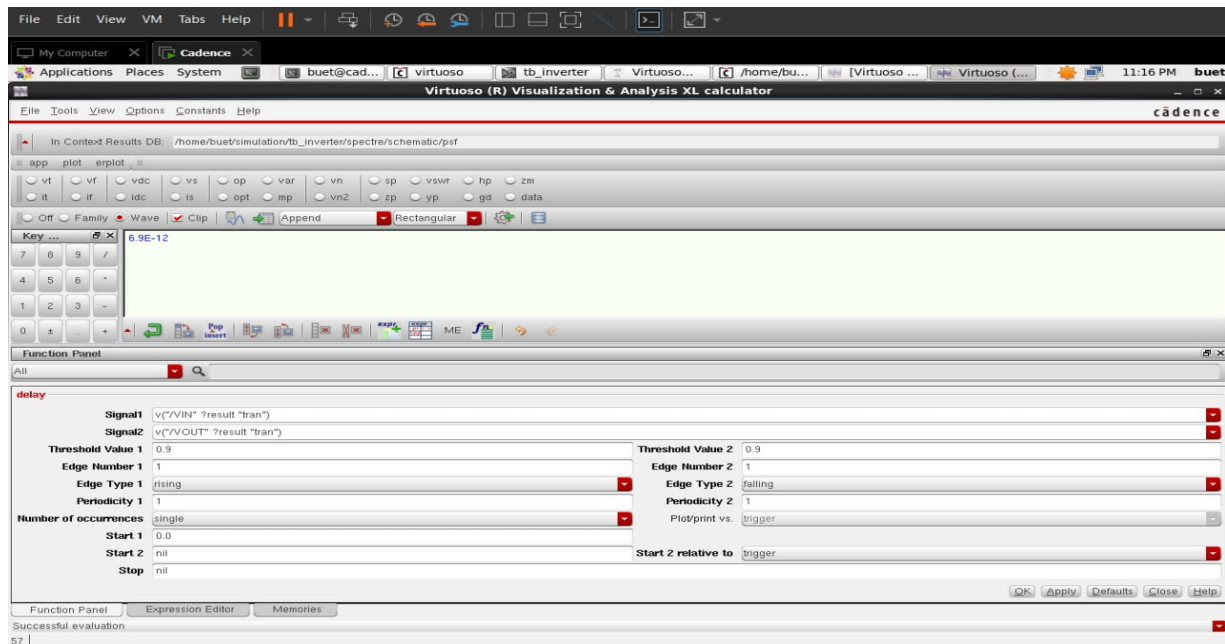 File Edit View VM Tabs Help
My Computer Cadence
Applications Places System buet@cad... virtuoso tb_inverter Virtuoso... /home/bu... [Virtuoso ... Virtuoso (... 11:16 PM buet
Virtuoso (R) Visualization & Analysis XL calculator
File Tools View Options Constants Help cādence
In Context Results DB: /home/buet/simulation/tb_inverter/spectre/schematic/psf
app plot erplot
vt vf vdc vs op var vn sp vswr hp zm
it if idc is opt mp vn2 zp yp gd data
Off Family Wave Clip Append Rectangular
Key ... 6.9E-12
7 8 9 /
4 5 6 *
1 2 3 -
0 ± . + Pop insert expr expr ME fn
Function Panel
All
delay
Signal1 v("/VIN" ?result "tran")
Signal2 v("/VOUT" ?result "tran")
Threshold Value 1 0.9 Threshold Value 2 0.9
Edge Number 1 1 Edge Number 2 1
Edge Type 1 rising Edge Type 2 falling
Periodicity 1 1 Periodicity 2 1
Number of occurrences single Plot/print vs. trigger
Start 1 0.0
Start 2 nil Start 2 relative to trigger
Stop nil
OK Apply Defaults Close Help
Function Panel Expression Editor Memories
Successful evaluation
57